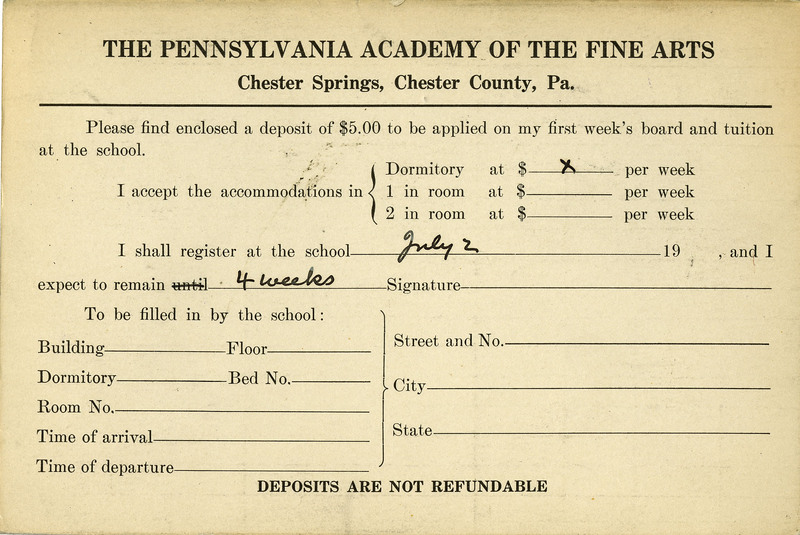 THE PENNSYLVANIA ACADEMY OF THE FINE ARTS
Chester Springs, Chester County, Pa.
Please find enclosed a deposit of $5.00 to be applied on my first week's board and tuition
at the school.
I accept the accommodations in
Dormitory at $ x per week
1 in room at $ per week
2 in room at $ per week
I shall register at the school July 2 19 , and I
expect to remain until 4 weeks Signature
To be filled in by the school:
Building Floor
Dormitory Bed No.
Room No.
Time of arrival
Time of departure
Street and No.
City
State
DEPOSITS ARE NOT REFUNDABLE